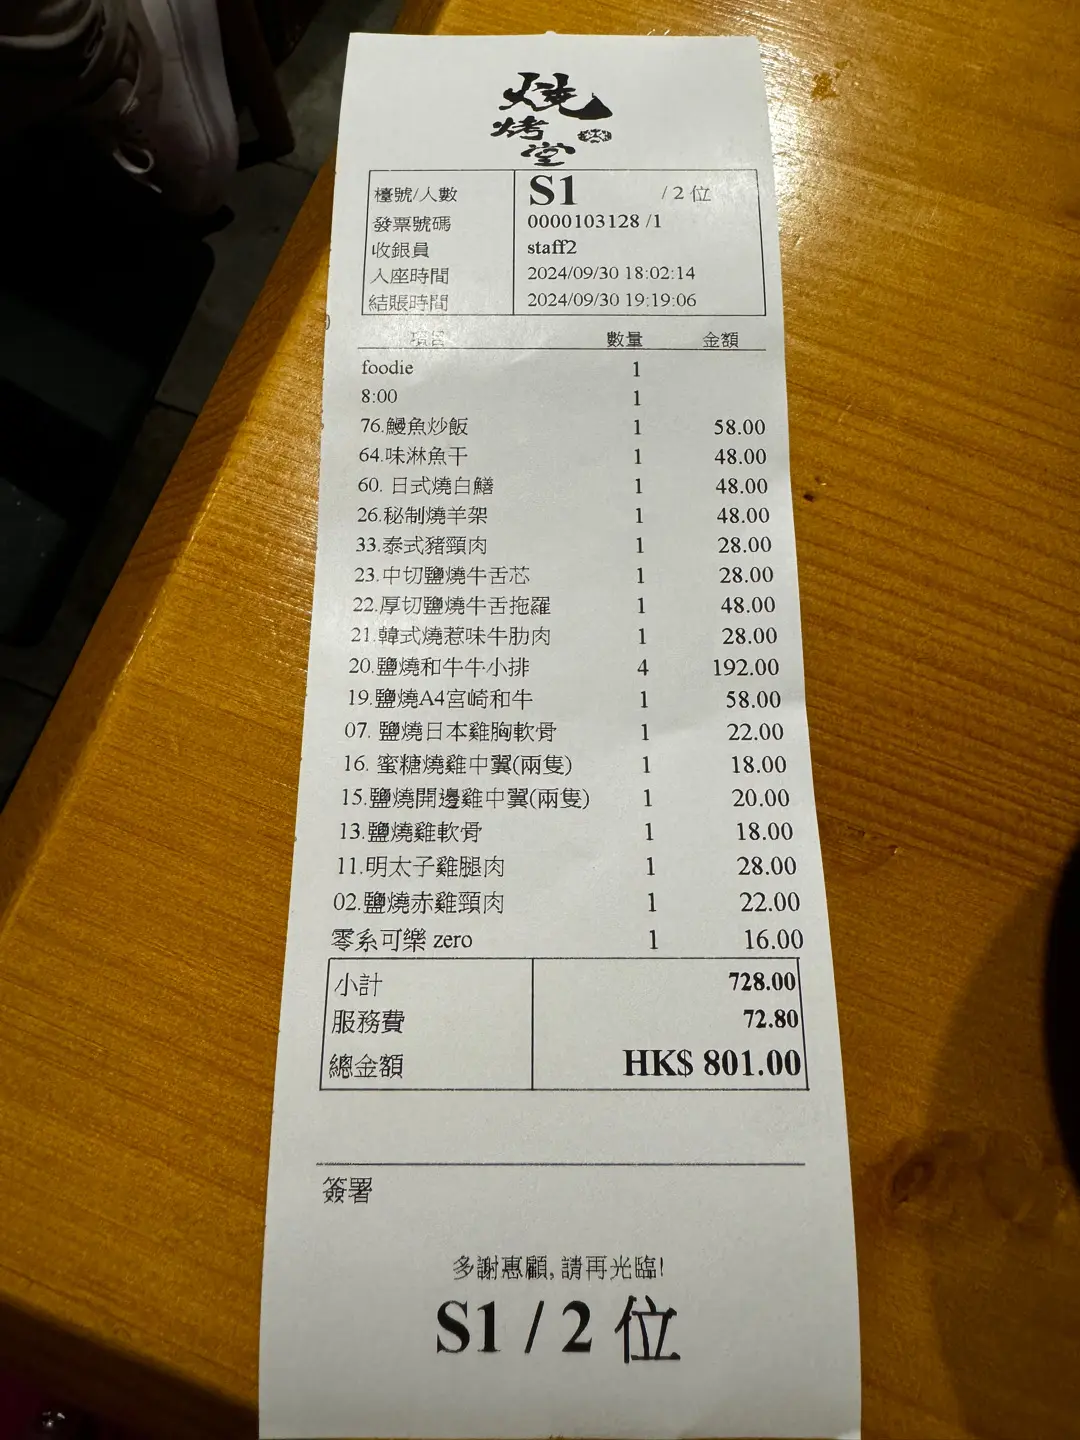 燒
烤
堂
檯號/人數 S1 / 2 位
發票號碼 0000103128 /1
收銀員 staff2
入座時間 2024/09/30 18:02:14
結賬時間 2024/09/30 19:19:06
項目 數量 金額
foodie 1
8:00 1
76.鰻魚炒飯 1 58.00
64.味淋魚干 1 48.00
60. 日式燒白鱔 1 48.00
26.秘制燒羊架 1 48.00
33.泰式豬頸肉 1 28.00
23.中切鹽燒牛舌芯 1 28.00
22.厚切鹽燒牛舌拖羅 1 48.00
21.韓式燒惹味牛肋肉 1 28.00
20.鹽燒和牛牛小排 4 192.00
19.鹽燒A4宮崎和牛 1 58.00
07. 鹽燒日本雞胸軟骨 1 22.00
16. 蜜糖燒雞中翼(兩隻) 1 18.00
15.鹽燒開邊雞中翼(兩隻) 1 20.00
13.鹽燒雞軟骨 1 18.00
11.明太子雞腿肉 1 28.00
02.鹽燒赤雞頸肉 1 22.00
零系可樂 zero 1 16.00
小計 728.00
服務費 72.80
總金額 HK$ 801.00
簽署
多謝惠顧, 請再光臨!
S1 / 2 位